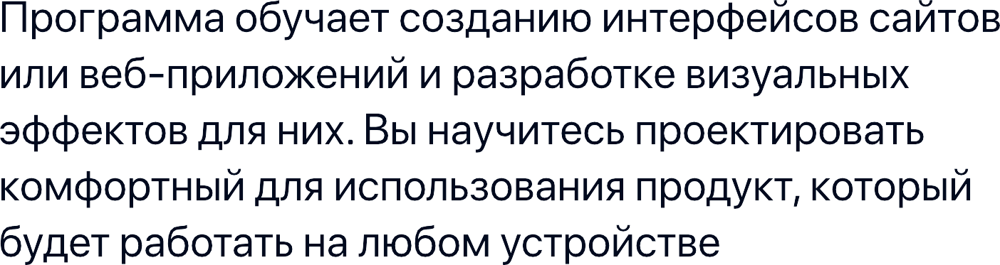 Программа обучает созданию интерфейсов сайтов
или веб-приложений и разработке визуальных
эффектов для них. Вы научитесь проектировать
комфортный для использования продукт, который
будет работать на любом устройстве